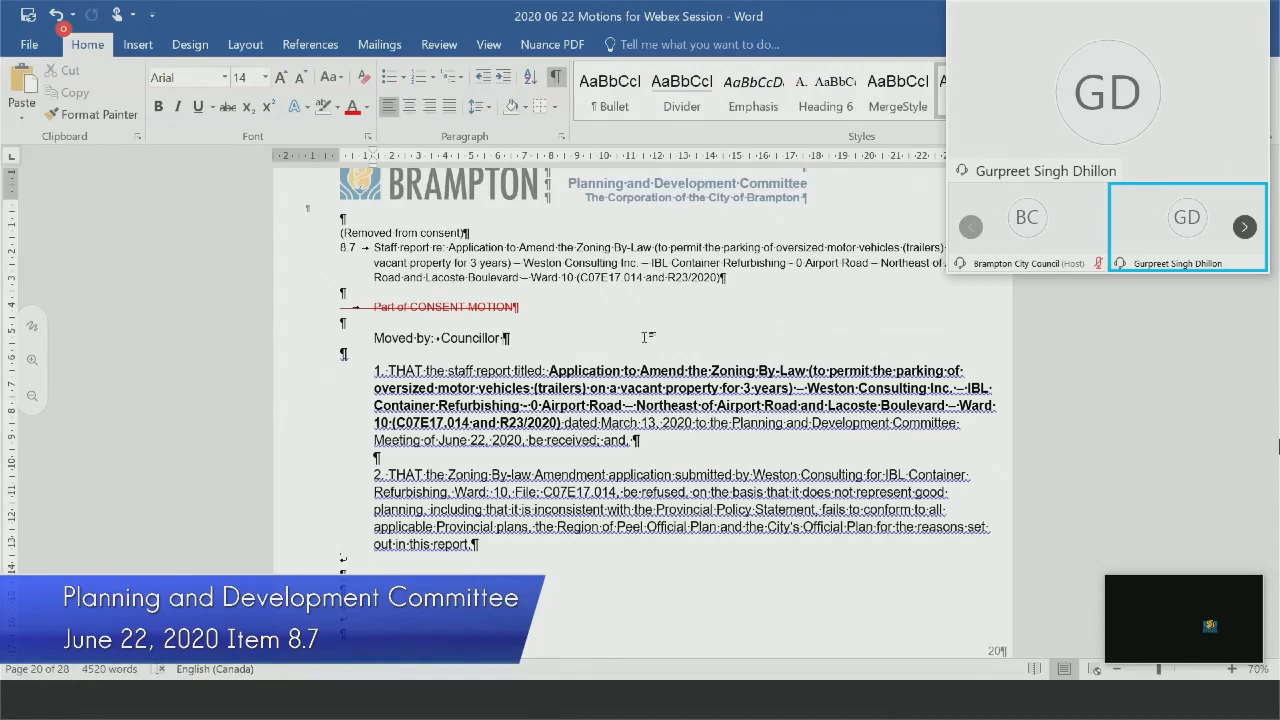 2020 06 22 Motions for Webex Session - Word
File Home Insert Design Layout References Mailings Review View Nuance PDF Tell me what you want to do...
Cut
Copy
Format Painter
Paste
Clipboard
Arial 14
Font
Paragraph
AaBbCcl AaBbCcl AaBbCcD AaBbCc AaBbCcl
¶ Bullet Divider Emphasis Heading 6 MergeStyle
Styles
GD
Gurpreet Singh Dhillon
BC GD
Brampton City Council (Host) Gurpreet Singh Dhillon
BRAMPTON
Planning and Development Committee
The Corporation of the City of Brampton
(Removed from consent)
8.7 Staff report re: Application to Amend the Zoning By-Law (to permit the parking of oversized motor vehicles (trailers)
vacant property for 3 years) – Weston Consulting Inc. – IBL Container Refurbishing - 0 Airport Road – Northeast of
Road and Lacoste Boulevard – Ward 10 (C07E17.014 and R23/2020)
Part of CONSENT MOTION
Moved by: Councillor
1. THAT the staff report titled: Application to Amend the Zoning By-Law (to permit the parking of
oversized motor vehicles (trailers) on a vacant property for 3 years) – Weston Consulting Inc. – IBL
Container Refurbishing - 0 Airport Road – Northeast of Airport Road and Lacoste Boulevard – Ward
10 (C07E17.014 and R23/2020) dated March 13, 2020 to the Planning and Development Committee
Meeting of June 22, 2020, be received; and,
2. THAT the Zoning By-law Amendment application submitted by Weston Consulting for IBL Container
Refurbishing, Ward: 10, File: C07E17.014, be refused, on the basis that it does not represent good
planning, including that it is inconsistent with the Provincial Policy Statement, fails to conform to all
applicable Provincial plans, the Region of Peel Official Plan and the City's Official Plan for the reasons set
out in this report.
Planning and Development Committee
June 22, 2020 Item 8.7
20
Page 20 of 28 4520 words English (Canada) 70%